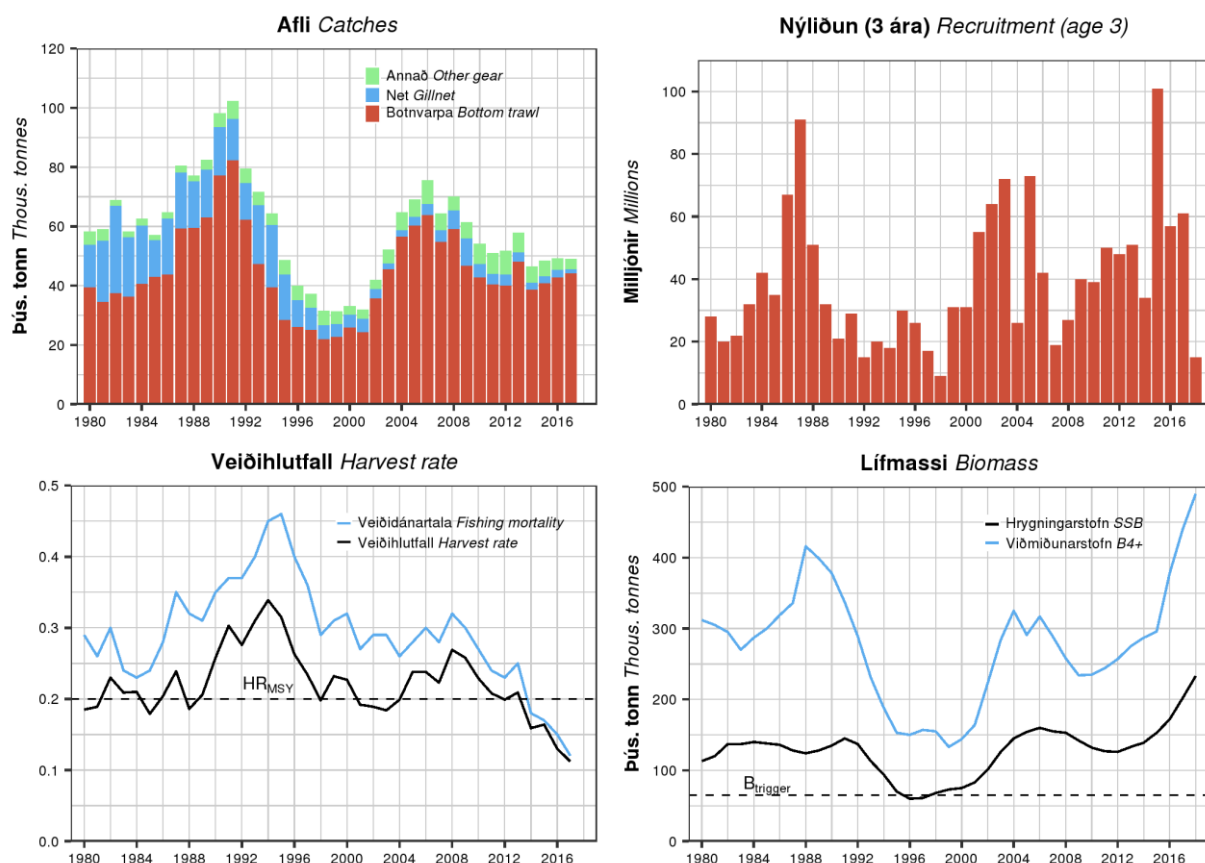 Afli Catches
Þús. tonn Thous. tonnes
120
100
80
60
40
20
0
Annað Other gear
Net Gillnet
Botnvarpa Bottom trawl
1980 1984 1988 1992 1996 2000 2004 2008 2012 2016
Nýliðun (3 ára) Recruitment (age 3)
Milljónir Millions
100
80
60
40
20
0
1980 1984 1988 1992 1996 2000 2004 2008 2012 2016
Veiðihlutfall Harvest rate
0.5
0.4
0.3
0.2
0.1
0.0
Veiðidánartala Fishing mortality
Veiðihlutfall Harvest rate
HRMSY
1980 1984 1988 1992 1996 2000 2004 2008 2012 2016
Lífmassi Biomass
Þús. tonn Thous. tonnes
500
400
300
200
100
0
Hrygningarstofn SSB
Viðmiðunarstofn B4+
Btrigger
1980 1984 1988 1992 1996 2000 2004 2008 2012 2016